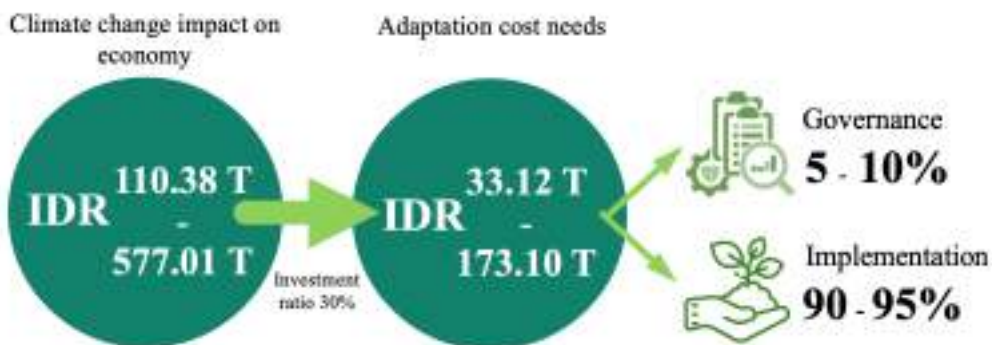 Climate change impact on
economy
IDR
110.38 T
-
577.01 T
Investment
ratio 30%
Adaptation cost needs
IDR
33.12 T
-
173.10 T
Governance
5 - 10%
Implementation
90 - 95%